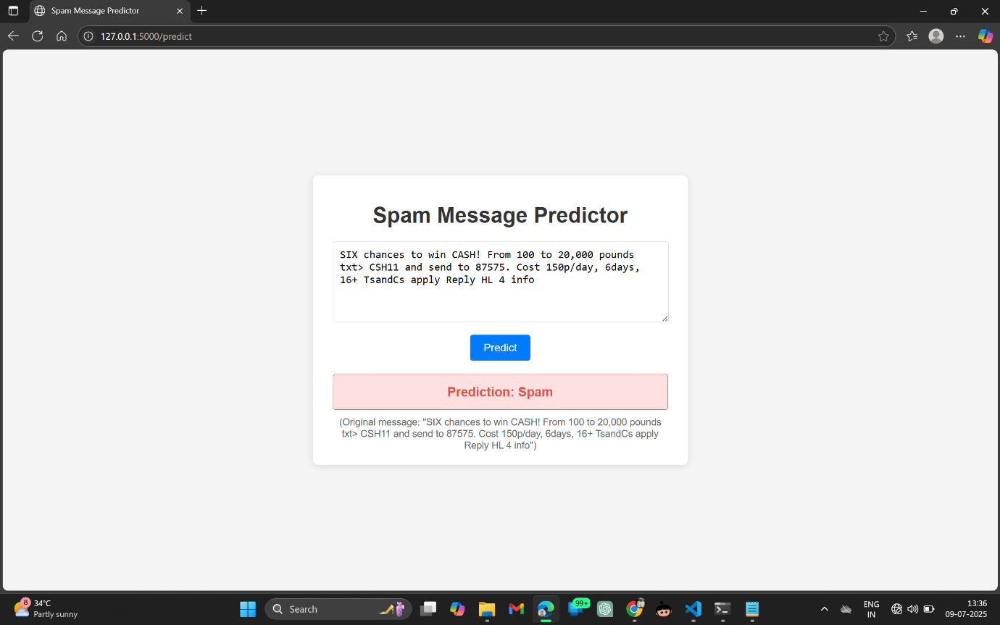 Spam Message Predictor
127.0.0.1:5000/predict
Spam Message Predictor
SIX chances to win CASH! From 100 to 20,000 pounds
txt> CSH11 and send to 87575. Cost 150p/day, 6days,
16+ TsandCs apply Reply HL 4 info
Predict
Prediction: Spam
(Original message: "SIX chances to win CASH! From 100 to 20,000 pounds
txt> CSH11 and send to 87575. Cost 150p/day, 6days, 16+ TsandCs apply
Reply HL 4 info")
8
34°C
Partly sunny
Search
99+
ENG
IN
13:36
09-07-2025